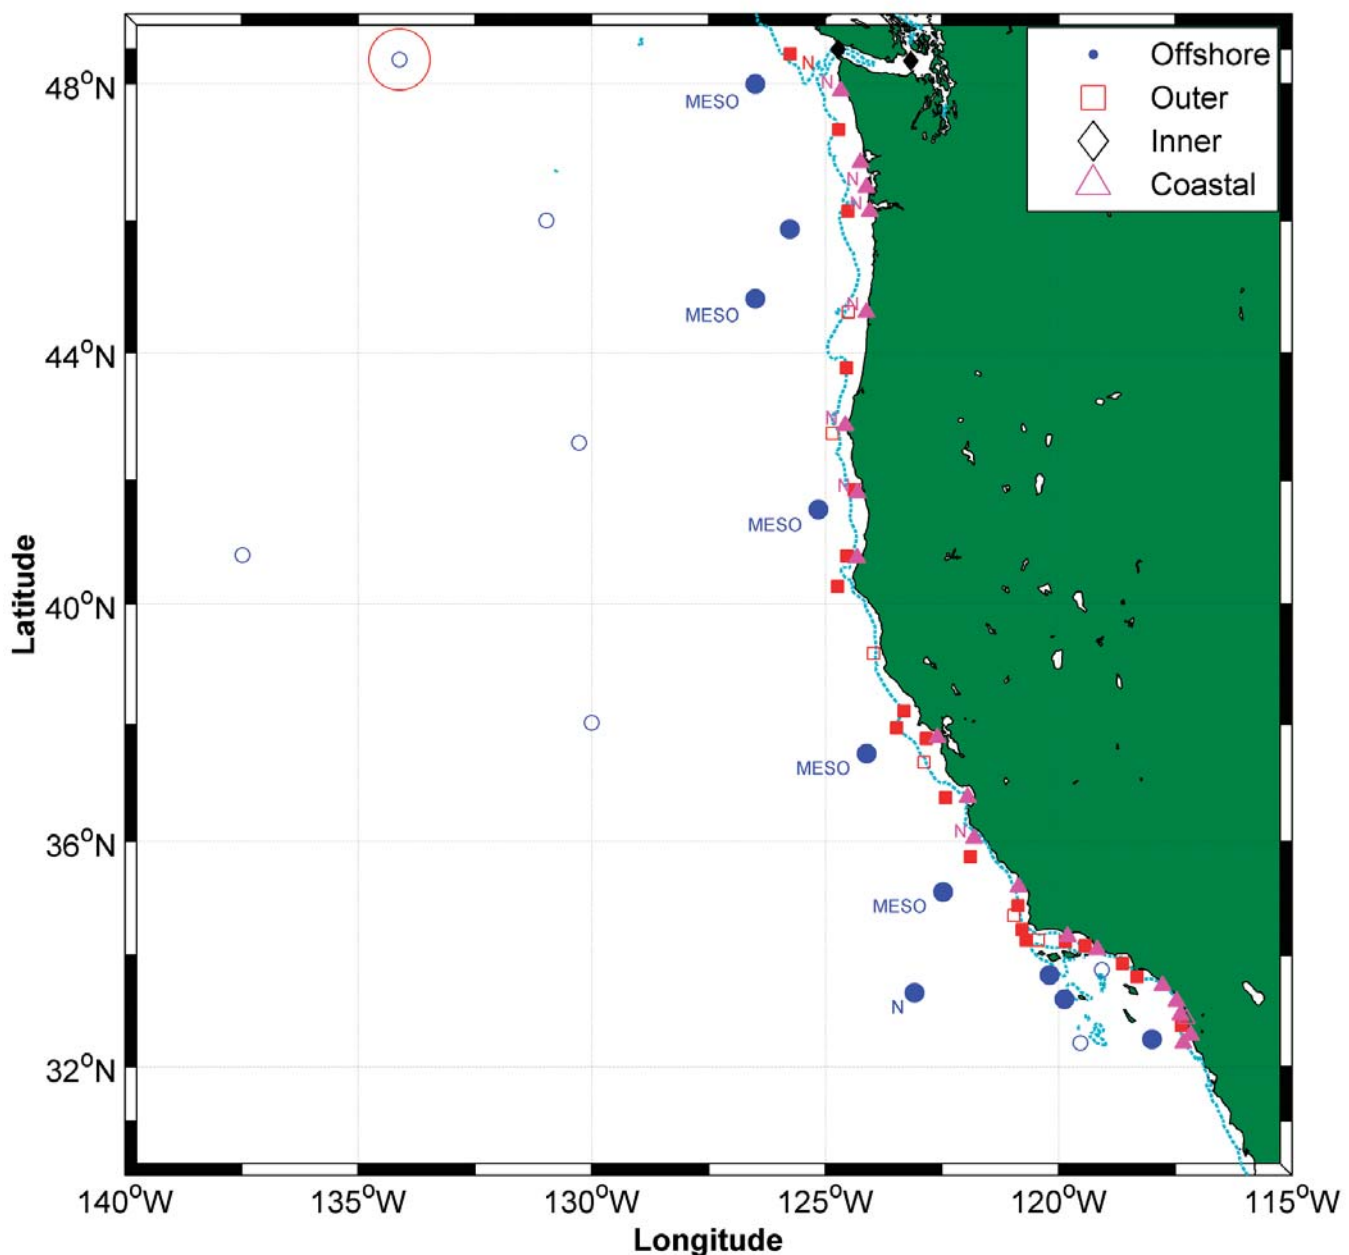 Offshore
Outer
Inner
Coastal
48°N
44°N
40°N
36°N
32°N
N
N
MESO
N
N
MESO
N
N
N
MESO
MESO
N
MESO
N
140°W
135°W
130°W
125°W
120°W
115°W
Latitude
Longitude